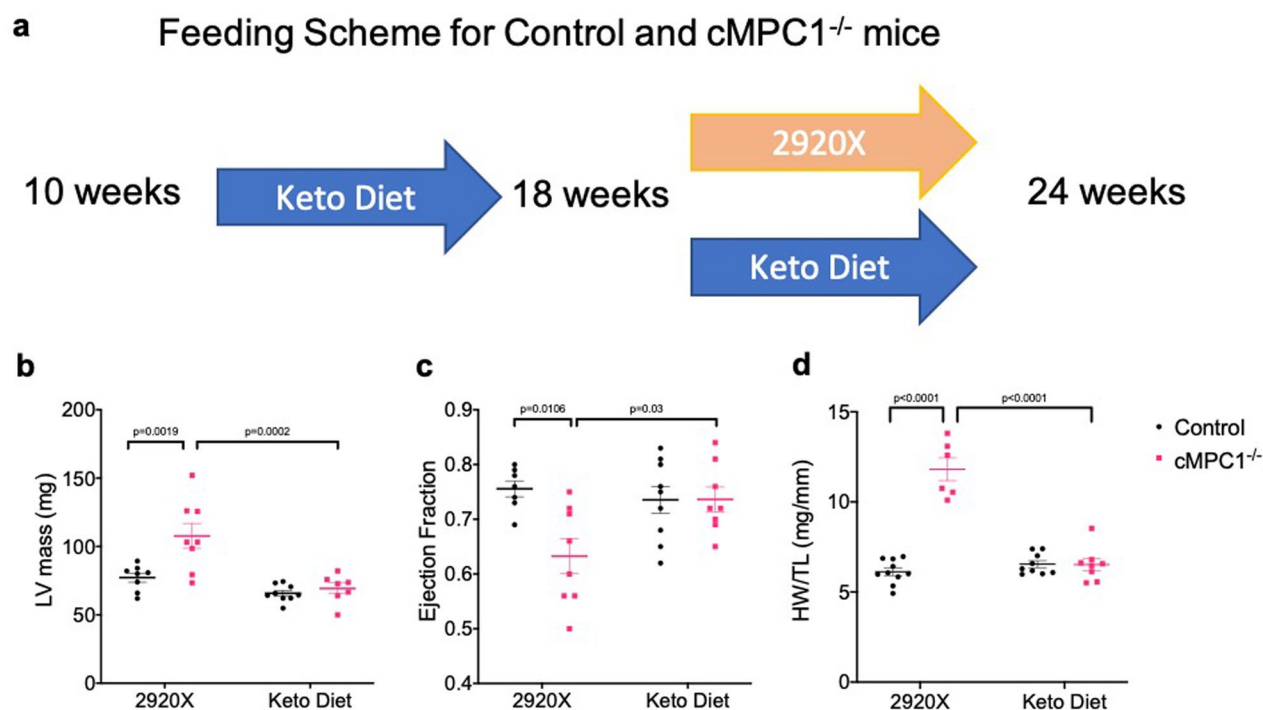 a
Feeding Scheme for Control and cMPC1-/- mice
10 weeks
Keto Diet
18 weeks
2920X
Keto Diet
24 weeks
b
LV mass (mg)
200
150
100
50
0
p=0.0019
p=0.0002
2920X
Keto Diet
c
Ejection Fraction
0.9
0.8
0.7
0.6
0.5
0.4
p=0.0106
p=0.03
2920X
Keto Diet
d
HW/TL (mg/mm)
15
10
5
0
p<0.0001
p<0.0001
2920X
Keto Diet
Control
cMPC1-/-